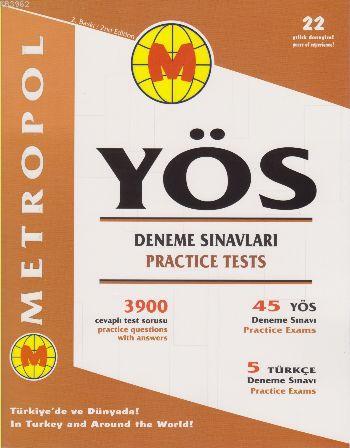 2. Baskı / 2nd Edition
22
yıllık deneyim!
years of experience!
M
METROPOL
YÖS
DENEME SINAVLARI
PRACTICE TESTS
3900
cevaplı test sorusu
practice questions
with answers
45 YÖS
Deneme Sınavı
Practice Exams
5 TÜRKÇE
Deneme Sınavı
Practice Exams
M
Türkiye'de ve Dünyada!
In Turkey and Around the World!